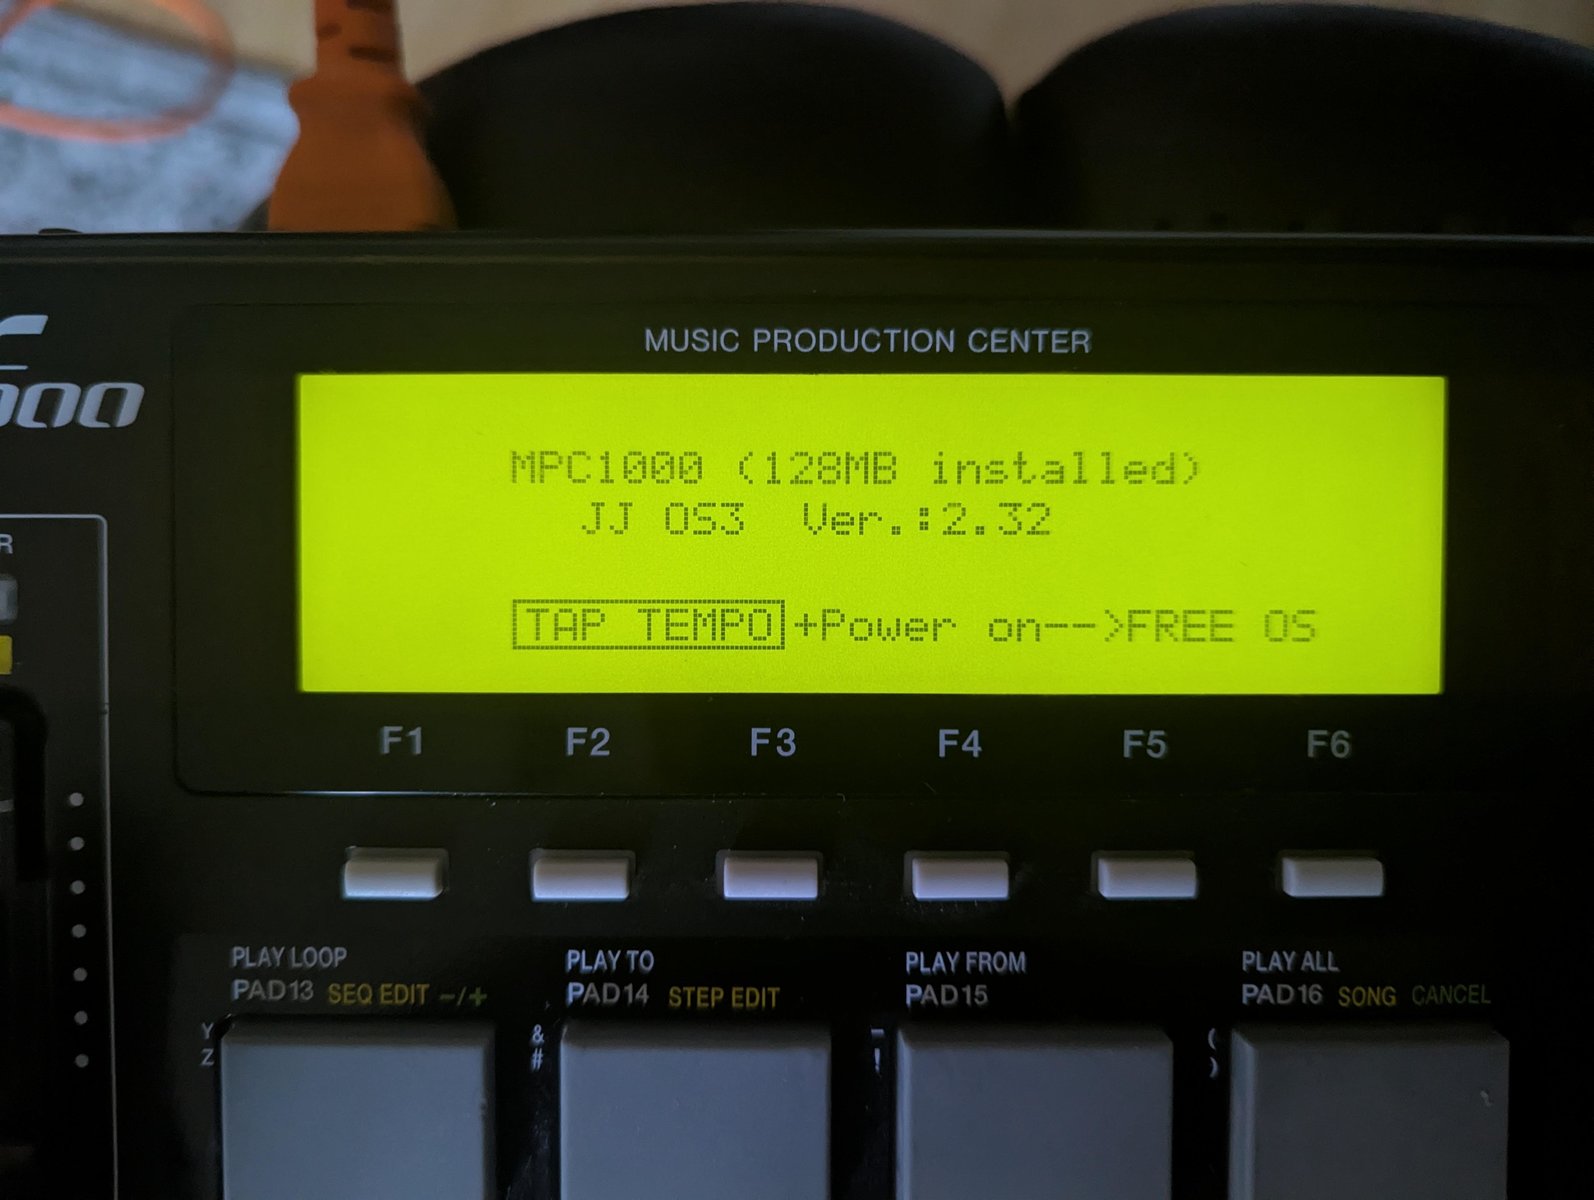 MUSIC PRODUCTION CENTER
000
MPC1000 (128MB installed)
JJ OS3 Ver.:2.32
TAP TEMPO+Power on-->FREE OS
R
F1 F2 F3 F4 F5 F6
PLAY LOOP
PAD13 SEQ EDIT -/+
PLAY TO
PAD14 STEP EDIT
PLAY FROM
PAD15
PLAY ALL
PAD16 SONG CANCEL
Y
Z
&
#
(
)